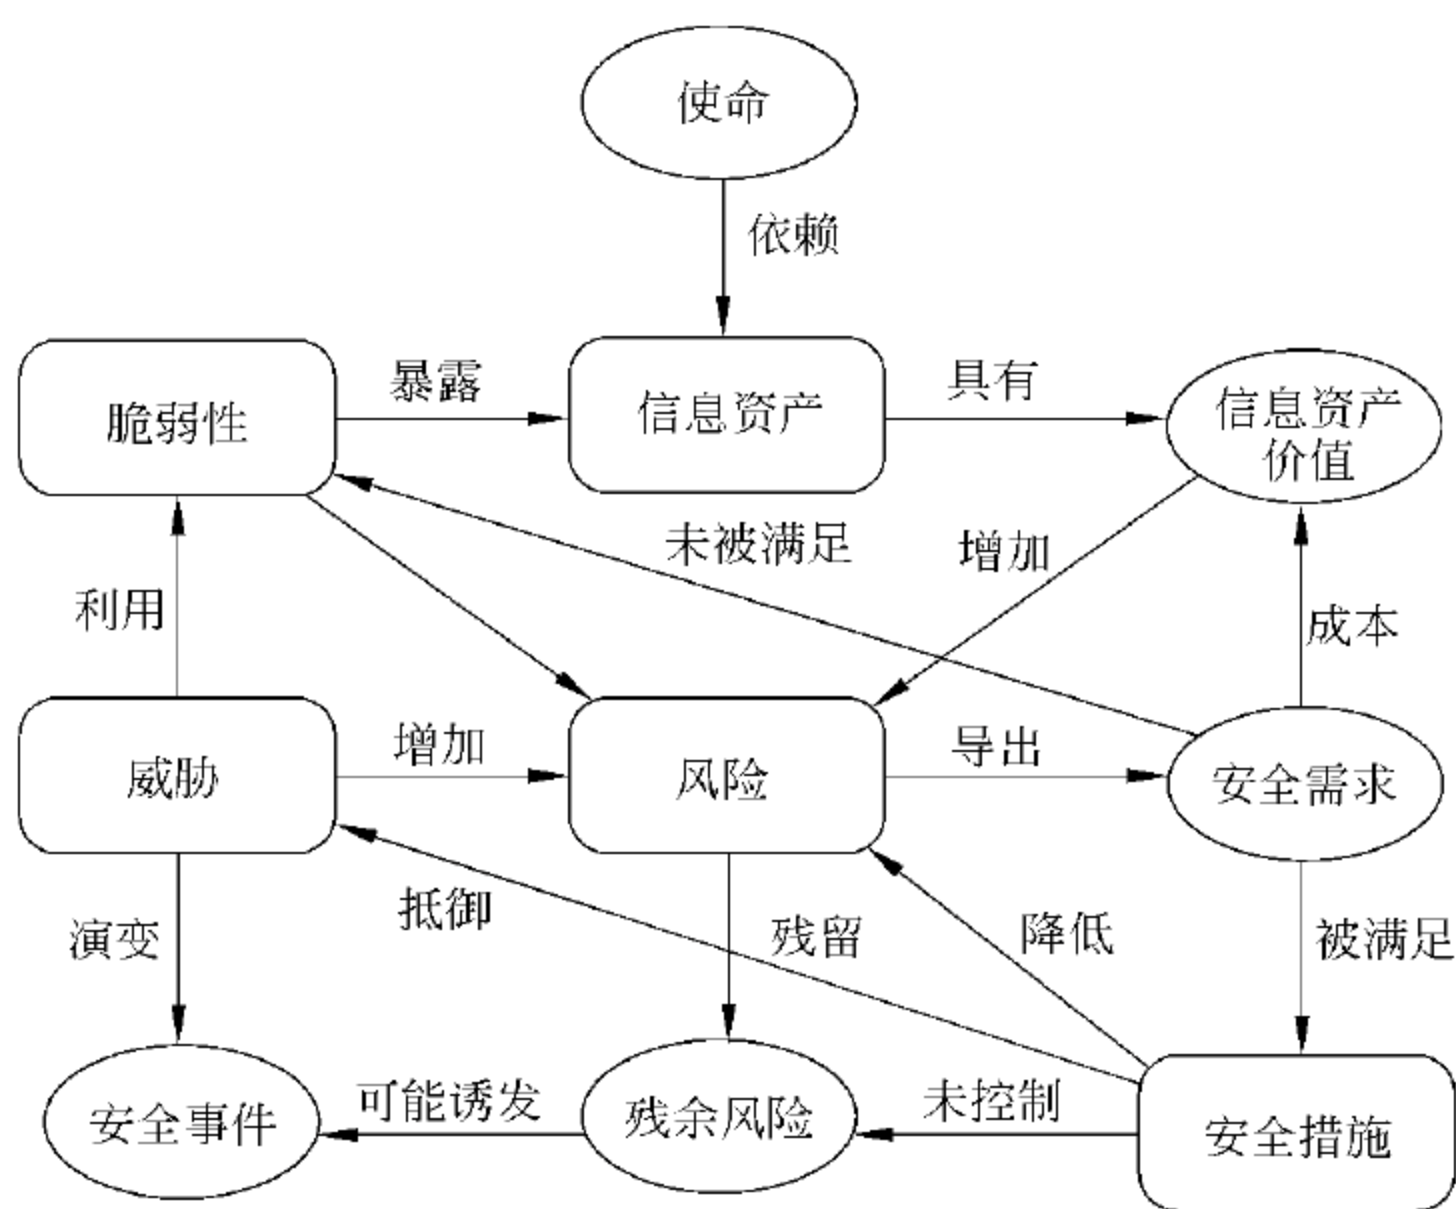 使命
依赖
暴露
具有
脆弱性
信息资产
信息资产
价值
未被满足
增加
利用
成本
增加
导出
威胁
风险
安全需求
抵御
演变
残留
降低
被满足
可能诱发
未控制
安全事件
残余风险
安全措施